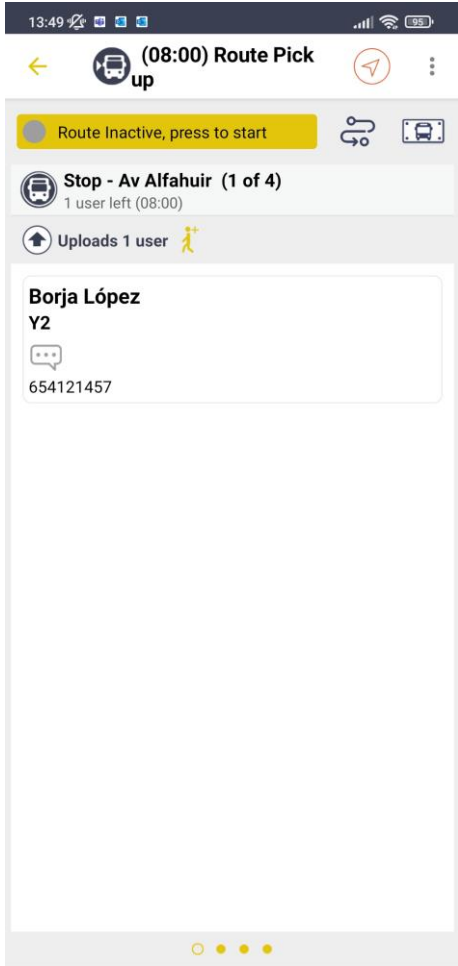 13:49
95
(08:00) Route Pick
up
Route Inactive, press to start
Stop - Av Alfahuir (1 of 4)
1 user left (08:00)
Uploads 1 user
Borja López
Y2
654121457